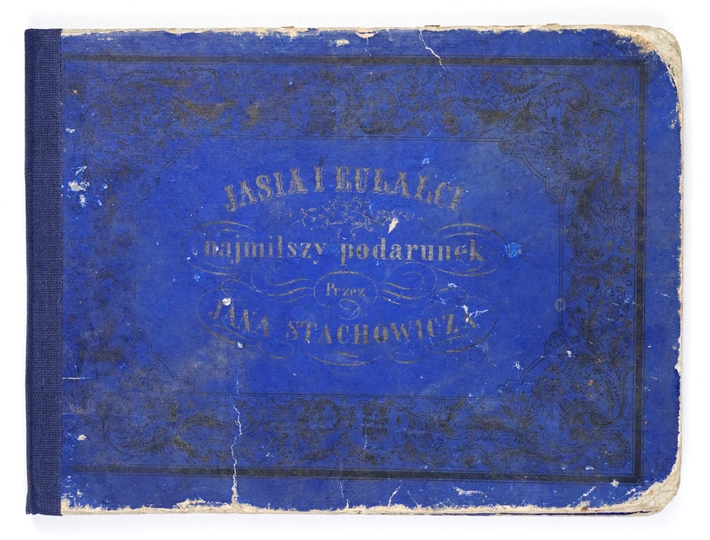 JASIA I EULALCI
najmilszy podarunek
Przez
JANA STACHOWICZA